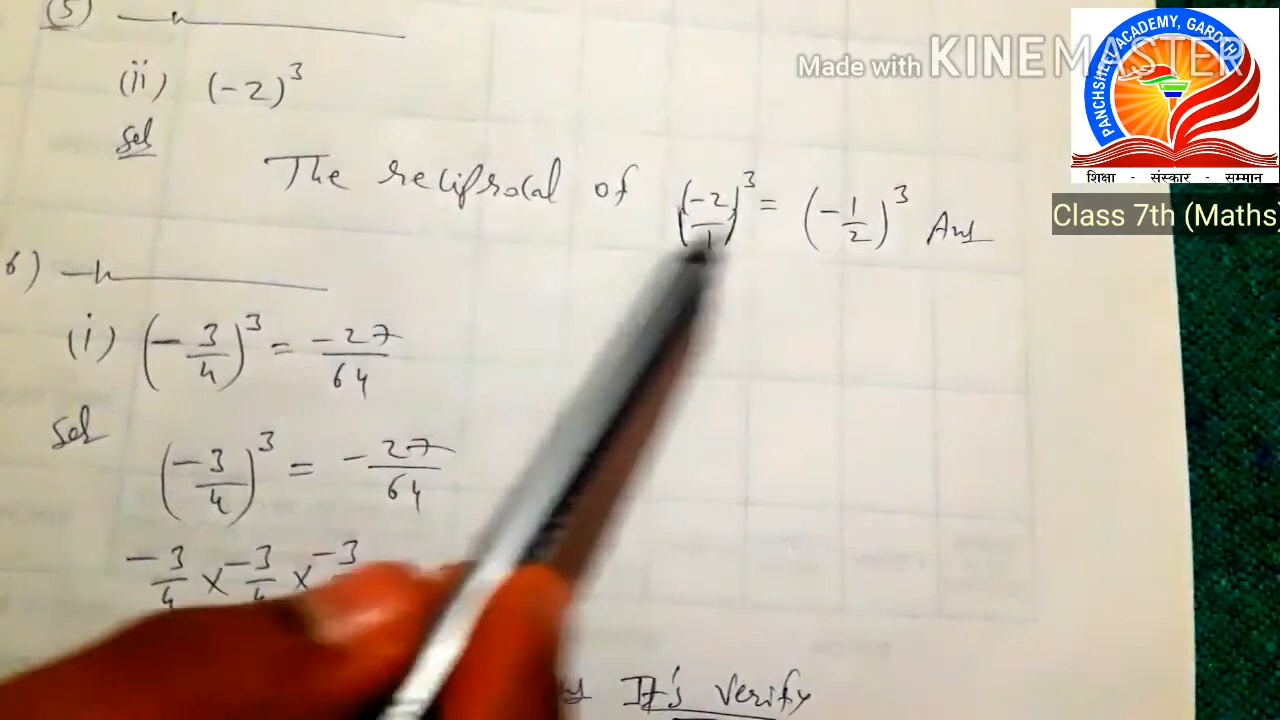 (5)
(ii) (-2)³
Sol
The reciprocal of (-2/1)³ = (-1/2)³ Ans
6)
(i) (-3/4)³ = -27/64
Sol
(-3/4)³ = -27/64
-3/4 × -3/4 × -3
It's verify
Made with KINEMASTER
PANCHSHEEL ACADEMY, GAROTH
शिक्षा - संस्कार - सम्मान
Class 7th (Maths)